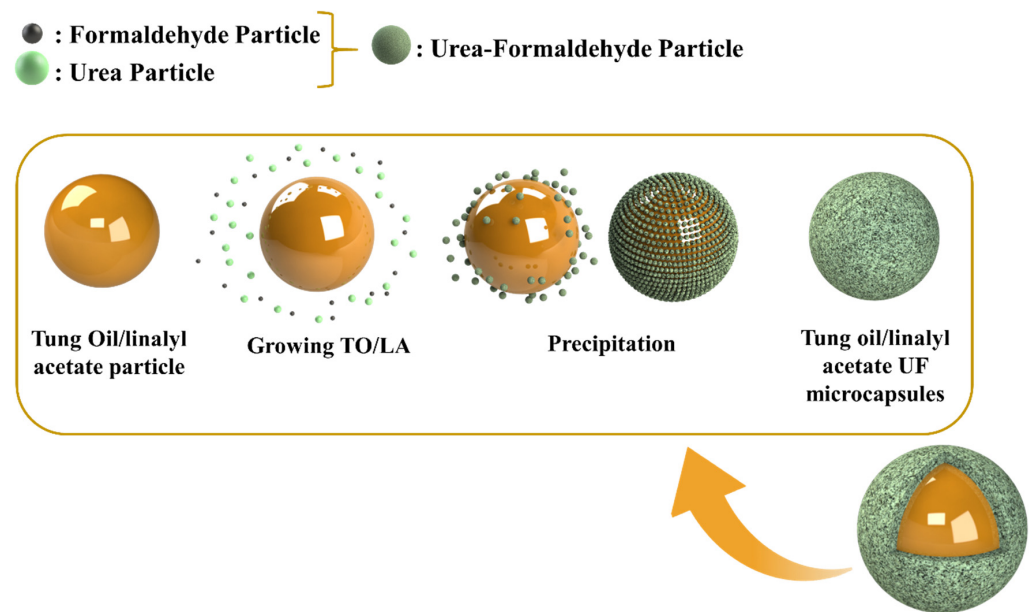 : Formaldehyde Particle
: Urea Particle
: Urea-Formaldehyde Particle
Tung Oil/linalyl
acetate particle
Growing TO/LA
Precipitation
Tung oil/linalyl
acetate UF
microcapsules